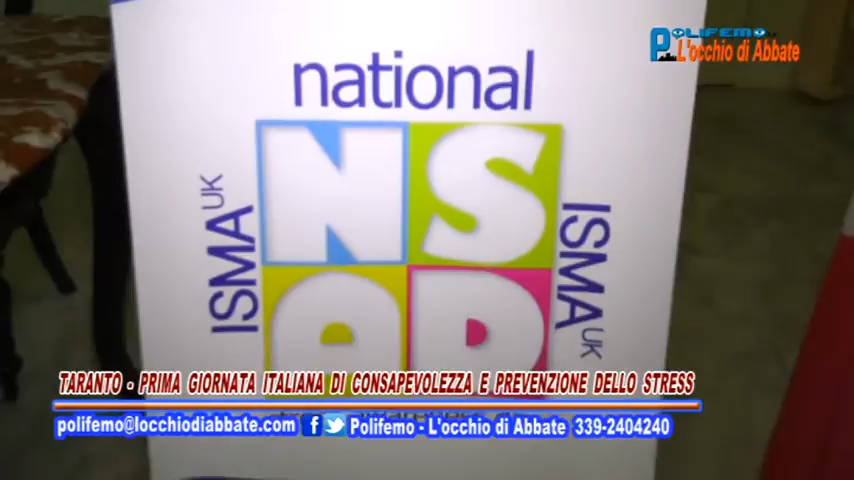 POLIFEMO
L'occhio di Abbate
national
NS
AD
ISMA UK
ISMA UK
TARANTO - PRIMA GIORNATA ITALIANA DI CONSAPEVOLEZZA E PREVENZIONE DELLO STRESS
polifemo@locchiodiabbate.com Polifemo - L'occhio di Abbate 339-2404240